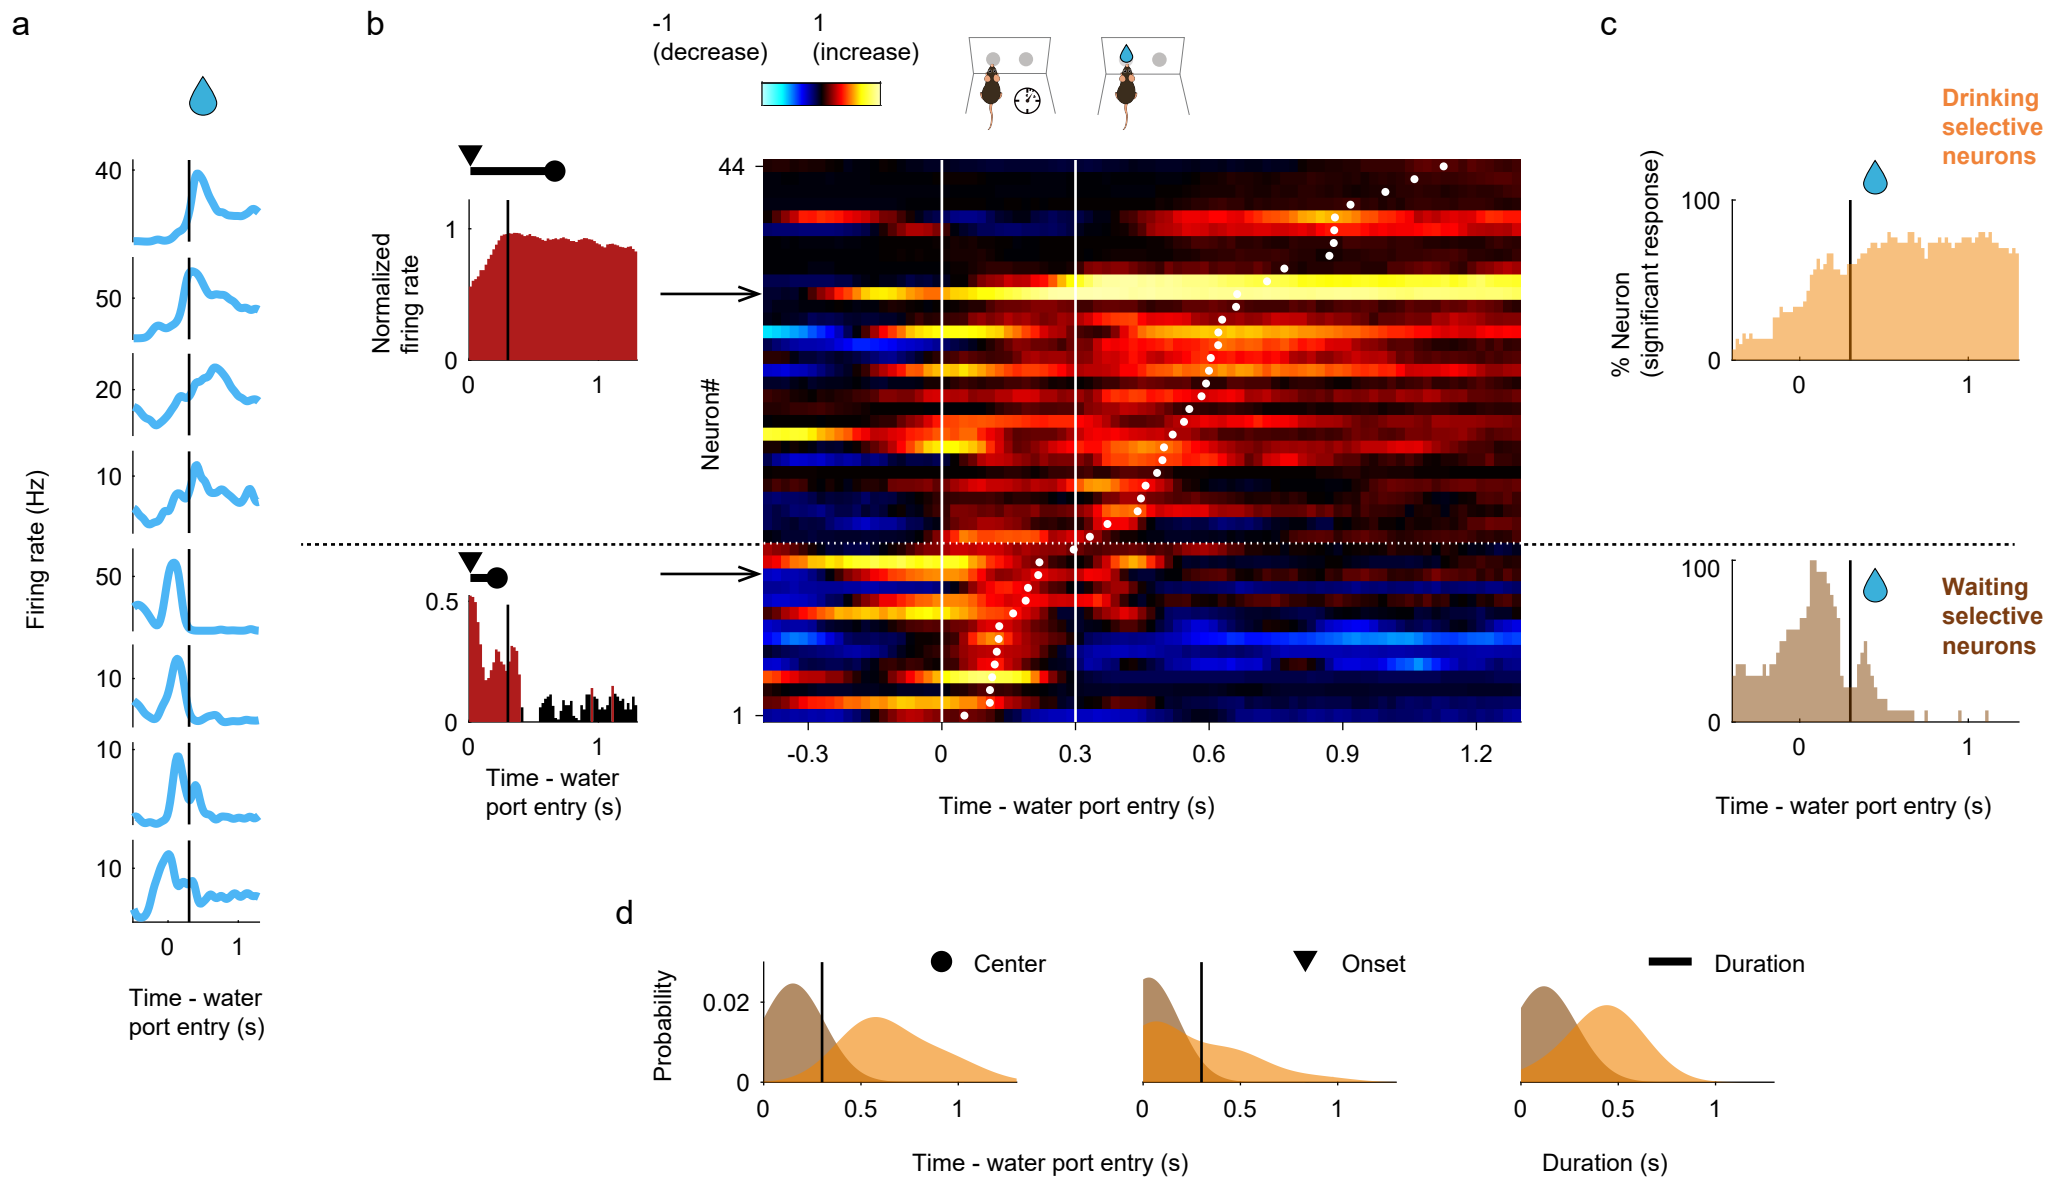 a
40
50
20
10
50
10
10
10
Firing rate (Hz)
0 1
Time - water
port entry (s)
b
-1
(decrease)
1
(increase)
Normalized
firing rate
1
0
0 1
0.5
0
0 1
Time - water
port entry (s)
Neuron#
44
1
-0.3 0 0.3 0.6 0.9 1.2
Time - water port entry (s)
c
Drinking
selective
neurons
% Neuron
(significant response)
100
0
0 1
100
0
Waiting
selective
neurons
0 1
Time - water port entry (s)
d
Probability
0.02
0
Center
0 0.5 1
Onset
0 0.5 1
Time - water port entry (s)
Duration
0 0.5 1
Duration (s)